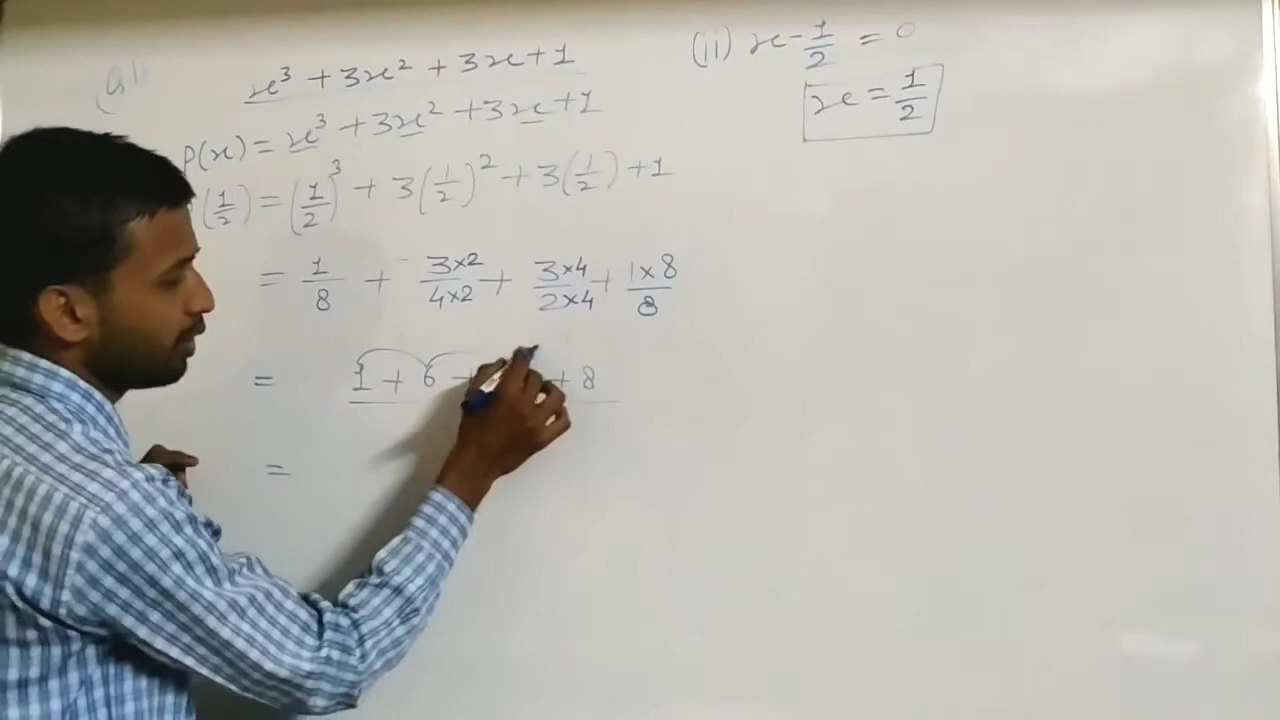 x³ + 3x² + 3x + 1
(ii) x - 1/2 = 0
P(x) = x³ + 3x² + 3x + 1
x = 1/2
(1/2) = (1/2)³ + 3(1/2)² + 3(1/2) + 1
= 1/8 + 3×2/4×2 + 3×4/2×4 + 1×8/8
= 1 + 6 + + 8
=